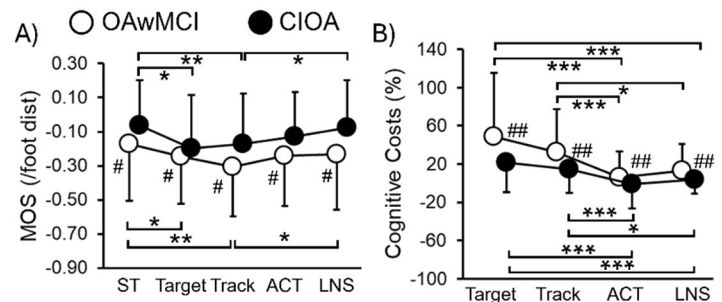 OAwMCI CIOA
A)
MOS (/foot dist)
0.30
0.10
-0.10
-0.30
-0.50
-0.70
-0.90
** *
*
# # # # #
*
** *
ST Target Track ACT LNS
B)
Cognitive Costs (%)
140
100
60
20
-20
-60
-100
***
***
*
***
## ## ## ##
***
*
***
***
Target Track ACT LNS